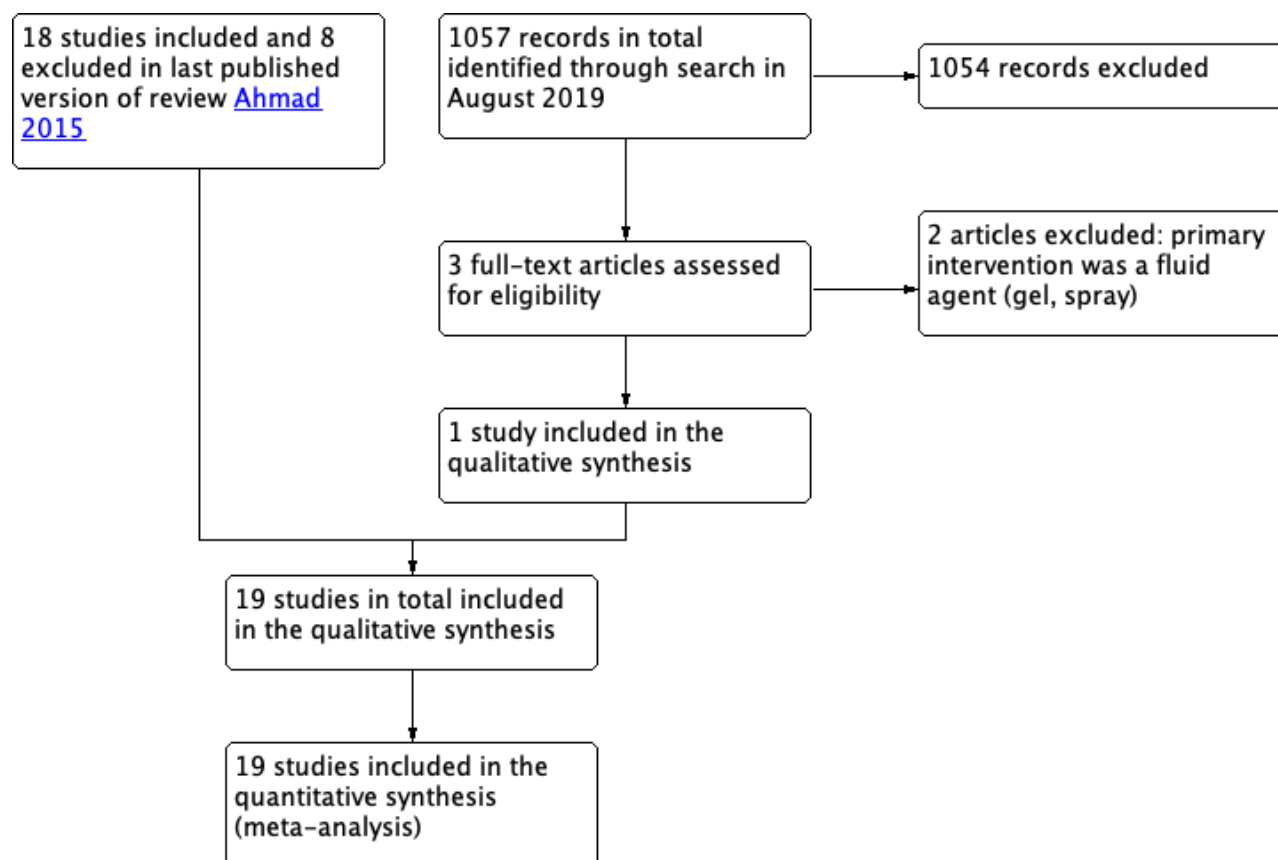 18 studies included and 8
excluded in last published
version of review Ahmad
2015
1057 records in total
identified through search in
August 2019
1054 records excluded
3 full-text articles assessed
for eligibility
2 articles excluded: primary
intervention was a fluid
agent (gel, spray)
1 study included in the
qualitative synthesis
19 studies in total included
in the qualitative synthesis
19 studies included in the
quantitative synthesis
(meta-analysis)